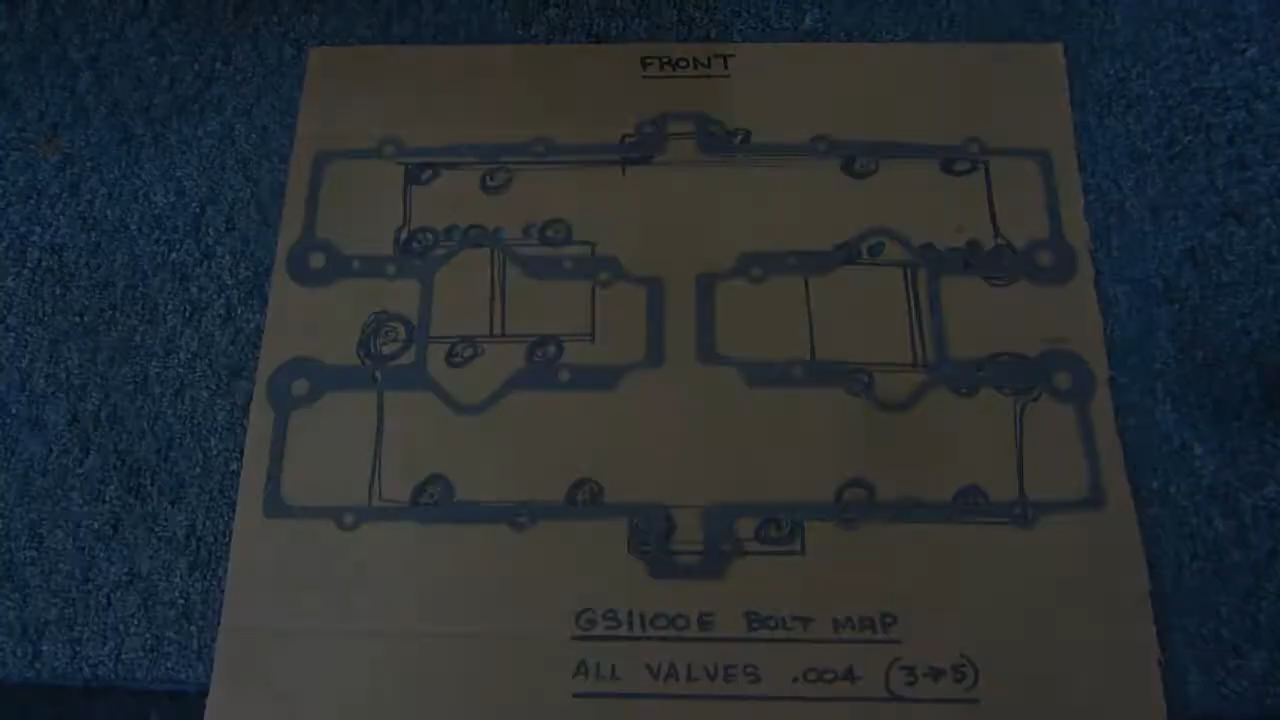 FRONT
GS1100E BOLT MAP
ALL VALVES .004 (3→5)